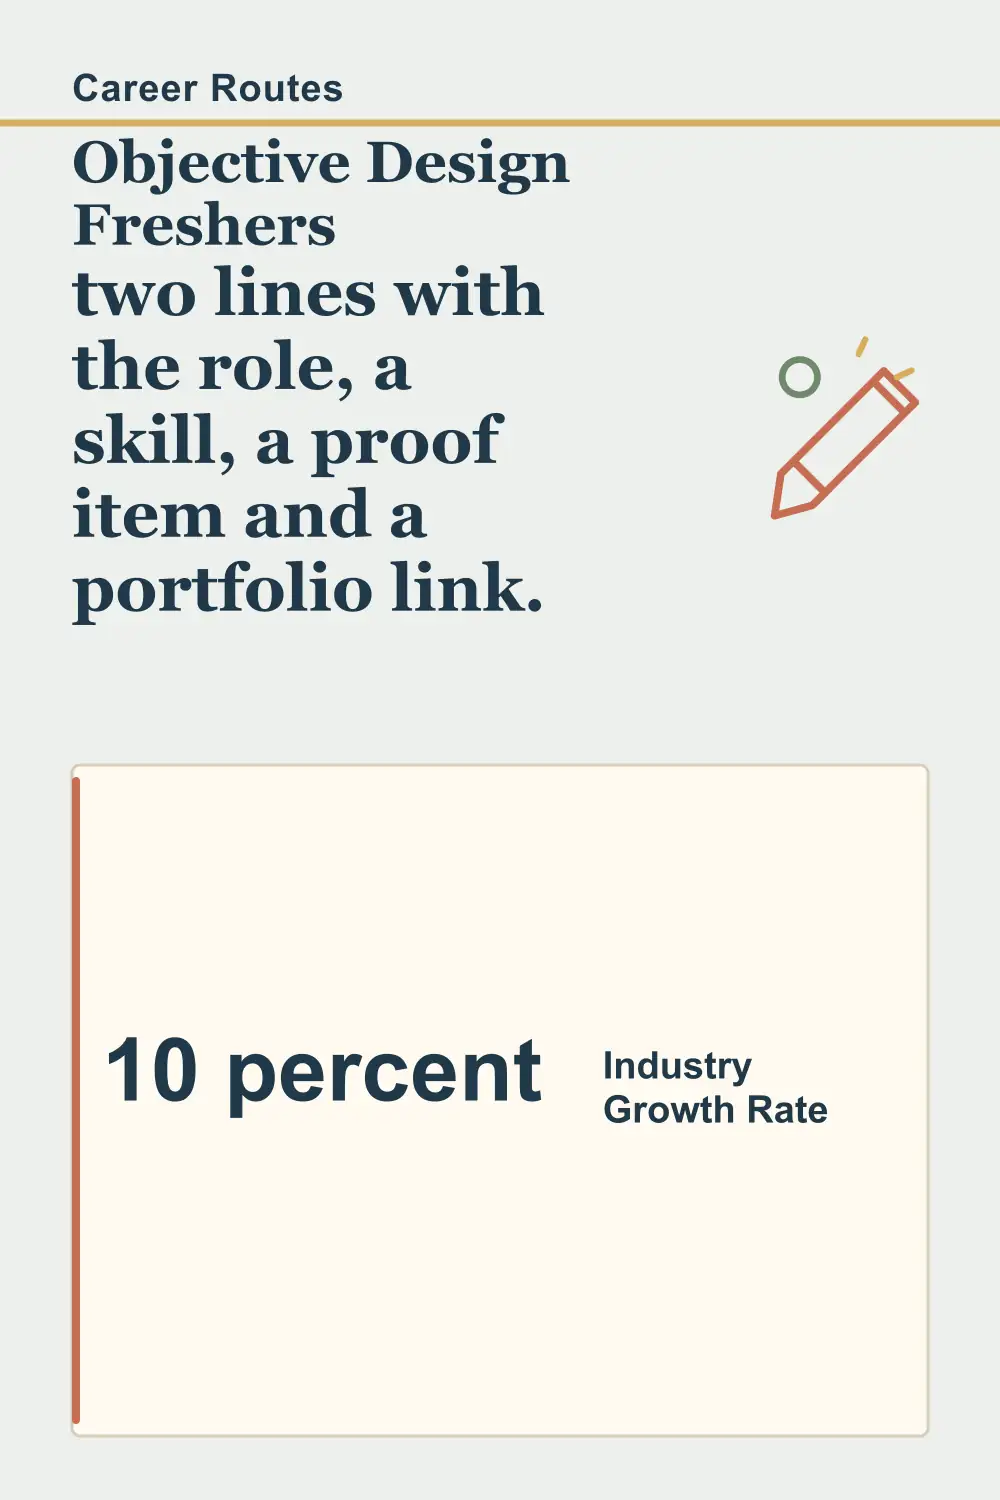 Career Routes
Objective Design
Freshers
two lines with
the role, a
skill, a proof
item and a
portfolio link.
10 percent
Industry
Growth Rate